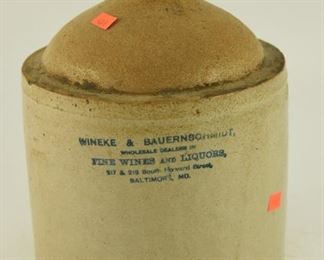 WINEKE & BAUERNSCHMIDT,
WHOLESALE DEALERS IN
FINE WINES AND LIQUORS,
217 & 219 South Howard Street,
BALTIMORE, MD.